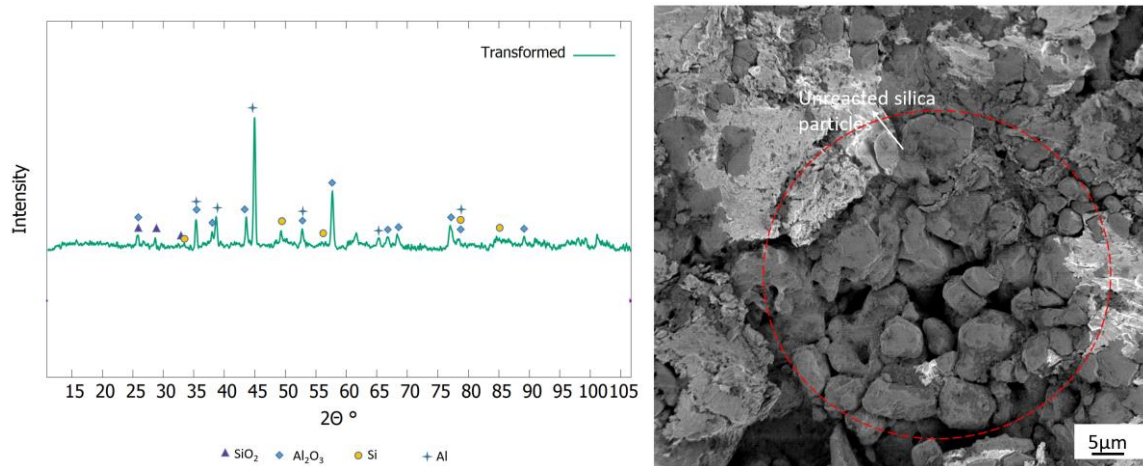 Transformed
Intensity
15 20 25 30 35 40 45 50 55 60 65 70 75 80 85 90 95 100 105
2Θ °
SiO₂ Al₂O₃ Si Al
Unreacted silica
particles
5µm